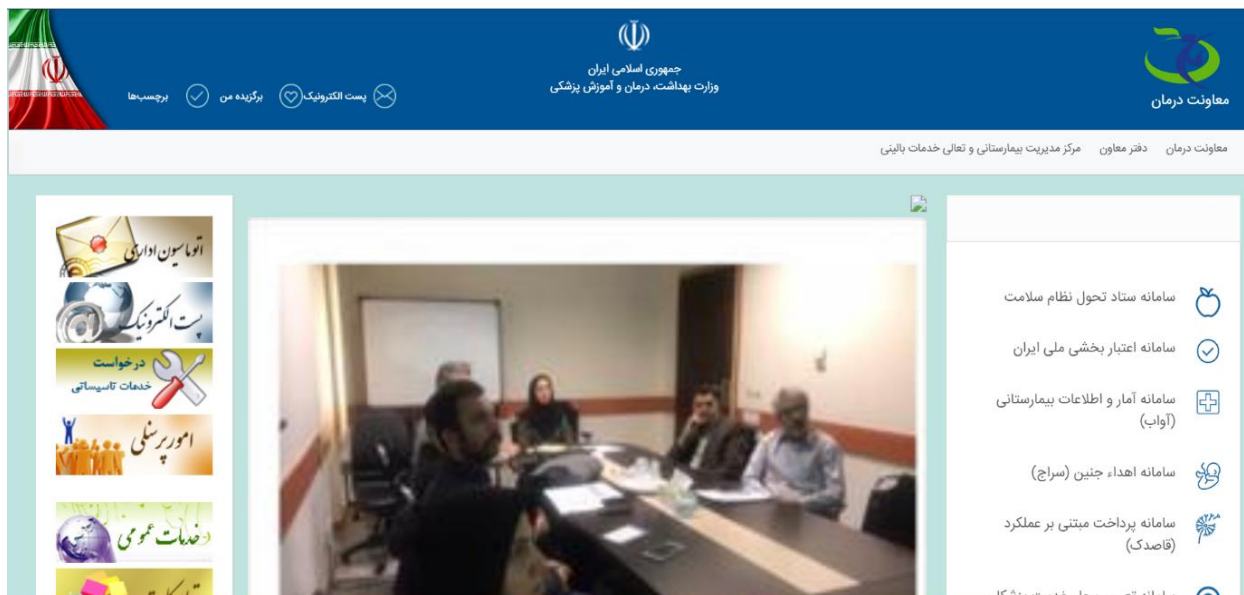 جمهوری اسلامی ایران
وزارت بهداشت، درمان و آموزش پزشکی
معاونت درمان
پست الکترونیک
برگزیده من
برچسب‌ها
معاونت درمان
دفتر معاون
مرکز مدیریت بیمارستانی و تعالی خدمات بالینی
سامانه ستاد تحول نظام سلامت
سامانه اعتبار بخشی ملی ایران
سامانه آمار و اطلاعات بیمارستانی
(آواب)
سامانه اهداء جنین (سراج)
سامانه پرداخت مبتنی بر عملکرد
(قاصدک)
اتوماسیون اداری
پست الکترونیک
درخواست
خدمات تاسیساتی
امور پرسنلی
خدمات عمومی